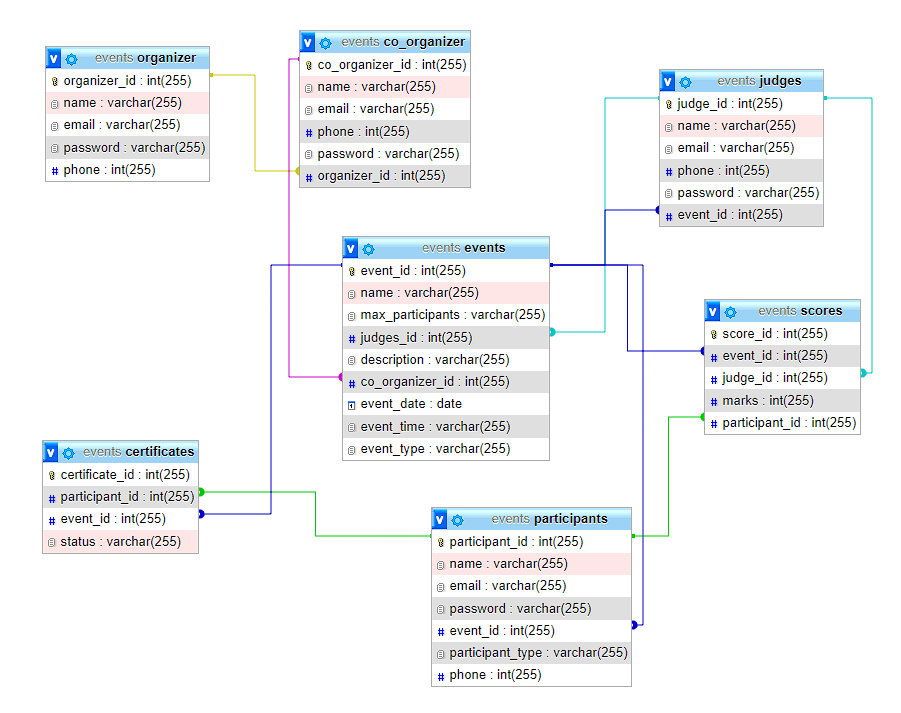 events organizer
organizer_id : int(255)
name : varchar(255)
email : varchar(255)
password : varchar(255)
phone : int(255)
events co_organizer
co_organizer_id : int(255)
name : varchar(255)
email : varchar(255)
phone : int(255)
password : varchar(255)
organizer_id : int(255)
events judges
judge_id : int(255)
name : varchar(255)
email : varchar(255)
phone : int(255)
password : varchar(255)
event_id : int(255)
events events
event_id : int(255)
name : varchar(255)
max_participants : varchar(255)
judges_id : int(255)
description : varchar(255)
co_organizer_id : int(255)
event_date : date
event_time : varchar(255)
event_type : varchar(255)
events scores
score_id : int(255)
event_id : int(255)
judge_id : int(255)
marks : int(255)
participant_id : int(255)
events certificates
certificate_id : int(255)
participant_id : int(255)
event_id : int(255)
status : varchar(255)
events participants
participant_id : int(255)
name : varchar(255)
email : varchar(255)
password : varchar(255)
event_id : int(255)
participant_type : varchar(255)
phone : int(255)